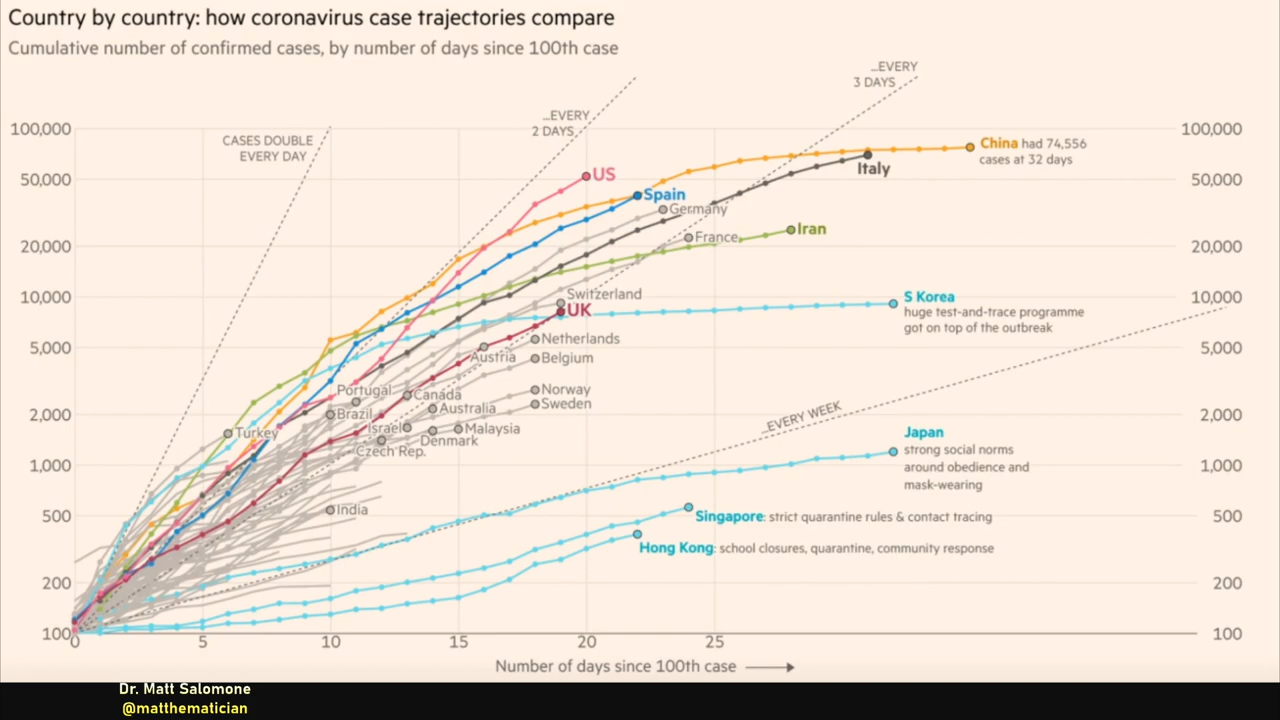 Country by country: how coronavirus case trajectories compare
Cumulative number of confirmed cases, by number of days since 100th case
...EVERY
3 DAYS
...EVERY
2 DAYS
CASES DOUBLE
EVERY DAY
100,000
50,000
20,000
10,000
5,000
2,000
1,000
500
200
100
100,000
50,000
20,000
10,000
5,000
2,000
1,000
500
200
100
China had 74,556
cases at 32 days
Italy
US
Spain
Germany
France
Iran
Switzerland
UK
S Korea
huge test-and-trace programme
got on top of the outbreak
Netherlands
Austria
Belgium
Portugal
Canada
Norway
Sweden
Brazil
Australia
Israel
Malaysia
Denmark
Czech Rep.
Turkey
EVERY WEEK
Japan
strong social norms
around obedience and
mask-wearing
India
Singapore: strict quarantine rules & contact tracing
Hong Kong: school closures, quarantine, community response
0
5
10
15
20
25
Number of days since 100th case
Dr. Matt Salomone
@matthematician